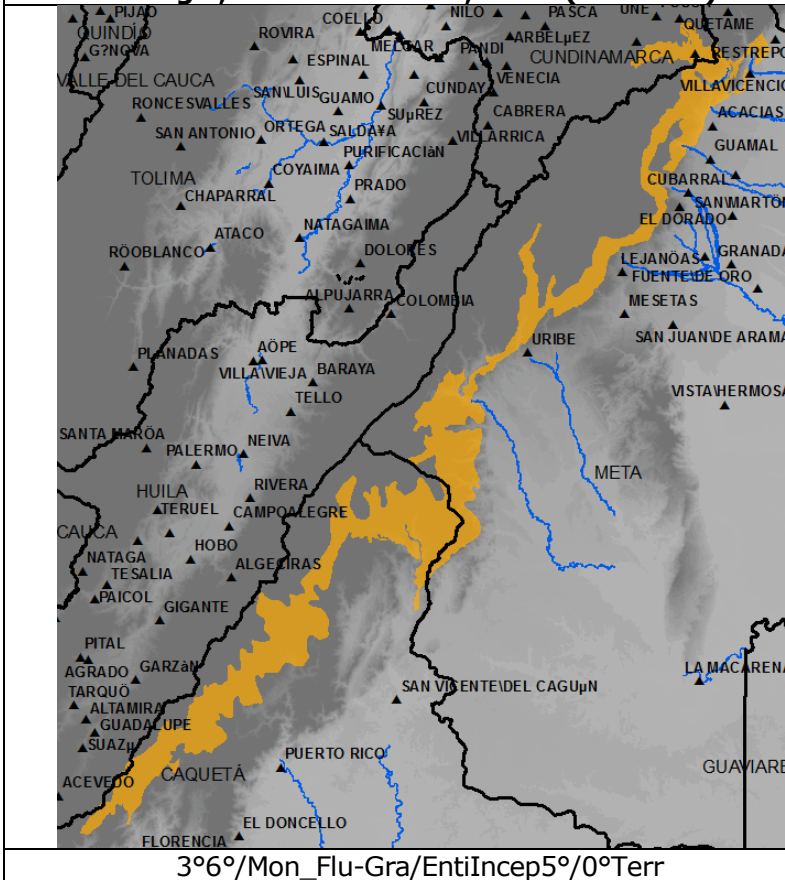 PIJAO
COELLO
NILO
PASCA
UNE
QUETAME
QUINDÍO
G?NOVA
ROVIRA
MELGAR
PANDI
ARBELµEZ
CUNDINAMARCA
RESTREPO
ESPINAL
VENECIA
VALLE DEL CAUCA
SAN\LUIS
CUNDAY
VILLAVICENCIO
RONCESVALLES
GUAMO
SUµREZ
CABRERA
ACACIAS
SAN ANTONIO
ORTEGA
SALDA¥A
VILLARRICA
GUAMAL
PURIFICACIàN
TOLIMA
COYAIMA
CUBARRAL
CHAPARRAL
PRADO
SAN\MARTÖN
EL DORADO
ATACO
NATAGAIMA
RÖOBLANCO
DOLORES
LEJANÖAS
GRANADA
FUENTE\DE ORO
ALPUJARRA
COLOMBIA
MESETAS
PLANADAS
AÖPE
URIBE
SAN JUAN\DE ARAMA
VILLA\VIEJA
BARAYA
TELLO
VISTA\HERMOSA
SANTA MARÖA
PALERMO
NEIVA
META
HUILA
RIVERA
TERUEL
CAMPOALEGRE
CAUCA
HOBO
NATAGA
ALGECIRAS
TESALIA
PAICOL
GIGANTE
PITAL
AGRADO
GARZàN
LA MACARENA
TARQUÖ
SAN VICENTE\DEL CAGUµN
ALTAMIRA
GUADALUPE
SUAZµ
PUERTO RICO
GUAVIARE
ACEVEDO
CAQUETÁ
EL DONCELLO
FLORENCIA
3°6°/Mon_Flu-Gra/EntiIncep5°/0°Terr